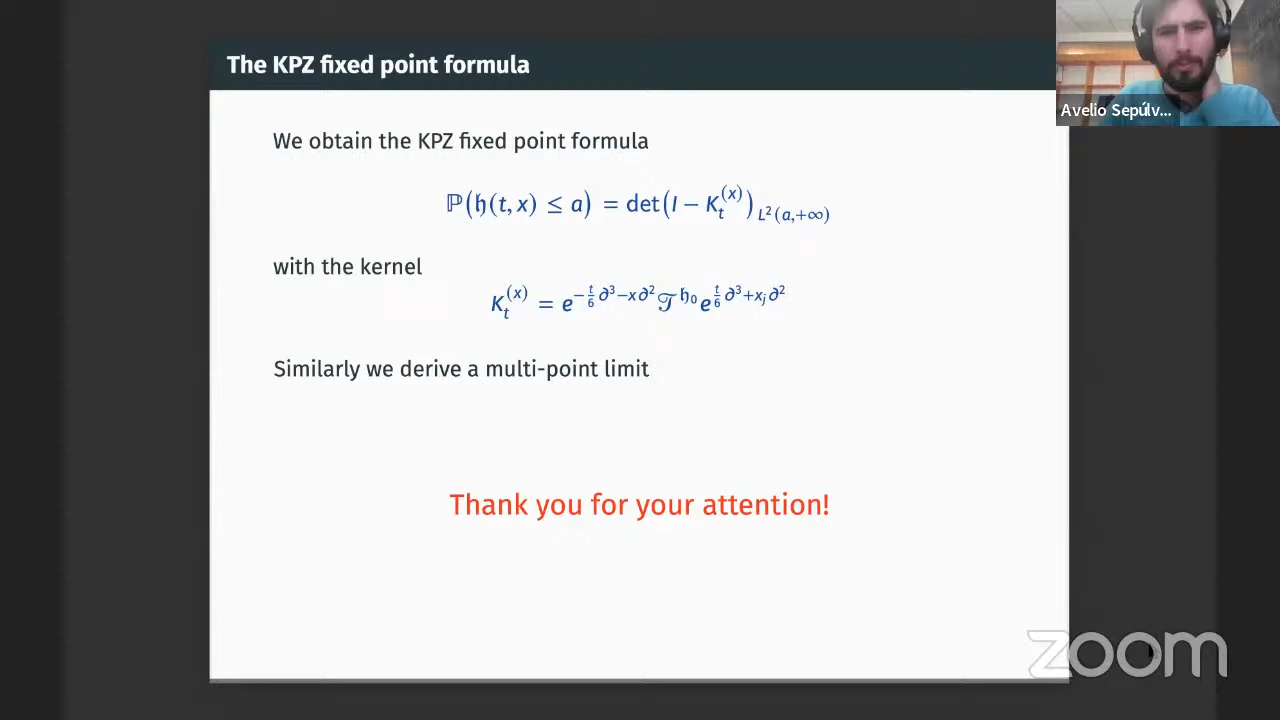 The KPZ fixed point formula
Avelio Sepúlv...
We obtain the KPZ fixed point formula
ℙ(𝔥(t, x) ≤ a) = det(I − K_t^{(x)})_{L²(a,+∞)}
with the kernel
K_t^{(x)} = e^{−\frac{t}{6}∂³−x∂²} 𝒯^{𝔥₀} e^{\frac{t}{6}∂³+x_j∂²}
Similarly we derive a multi-point limit
Thank you for your attention!
zoom